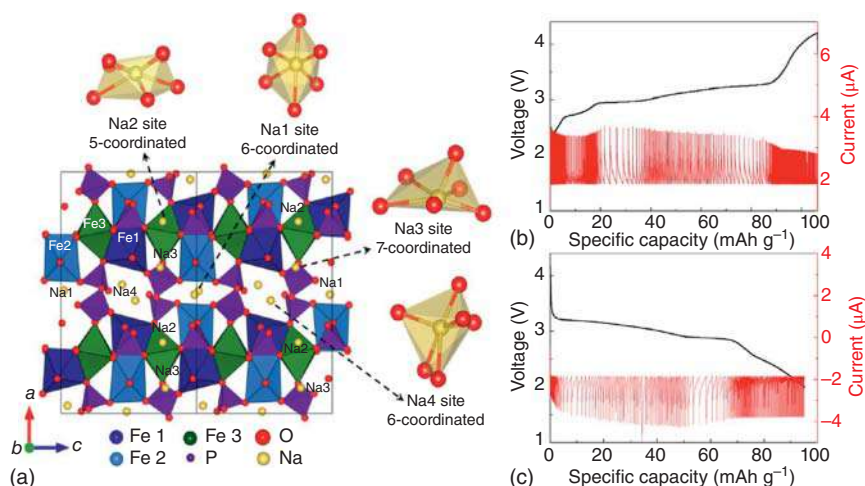 Na2 site
5-coordinated
Na1 site
6-coordinated
Na3 site
7-coordinated
Na4 site
6-coordinated
Fe3
Fe1
Fe2
Na2
Na3
Na1
Na4
Na1
Na2
Na2
Na3
Na3
a
b
c
Fe 1
Fe 3
O
Fe 2
P
Na
(a)
4
3
2
1
Voltage (V)
6
4
2
Current (μA)
0
20
40
60
80
100
Specific capacity (mAh g⁻¹)
(b)
4
3
2
1
Voltage (V)
4
2
0
−2
−4
Current (μA)
0
20
40
60
80
100
Specific capacity (mAh g⁻¹)
(c)